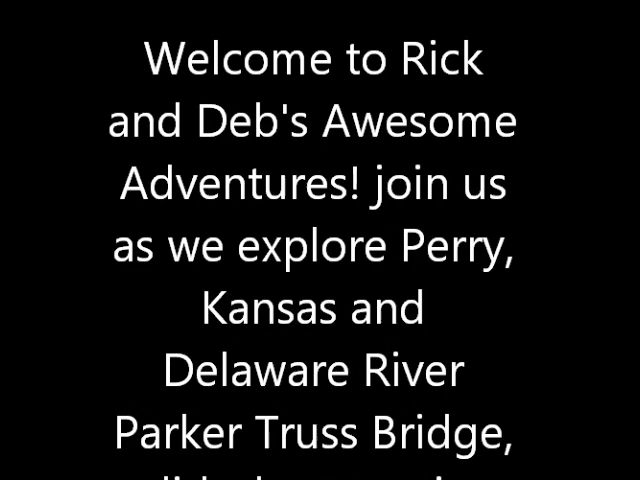 Welcome to Rick
and Deb's Awesome
Adventures! join us
as we explore Perry,
Kansas and
Delaware River
Parker Truss Bridge,